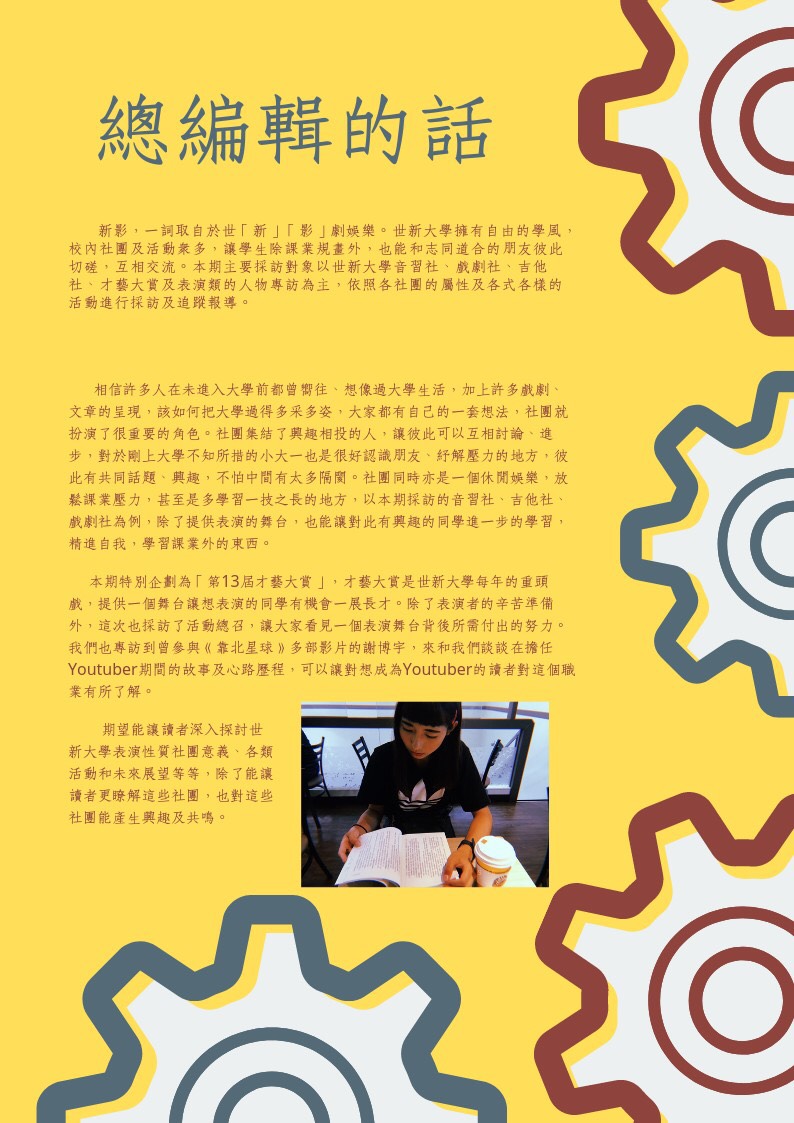 總編輯的話
新影，一詞取自於世「新」「影」劇娛樂。世新大學擁有自由的學風，
校內社團及活動衆多，讓學生除課業規畫外，也能和志同道合的朋友彼此
切磋，互相交流。本期主要採訪對象以世新大學音習社、戲劇社、吉他
社、才藝大賞及表演類的人物專訪為主，依照各社團的屬性及各式各樣的
活動進行採訪及追蹤報導。
相信許多人在未進入大學前都曾嚮往、想像過大學生活，加上許多戲劇、
文章的呈現，該如何把大學過得多采多姿，大家都有自己的一套想法，社團就
扮演了很重要的角色。社團集結了興趣相投的人，讓彼此可以互相討論、進
步，對於剛上大學不知所措的小大一也是很好認識朋友、紓解壓力的地方，彼
此有共同話題、興趣，不怕中間有太多隔閡。社團同時亦是一個休閒娛樂，放
鬆課業壓力，甚至是多學習一技之長的地方，以本期採訪的音習社、吉他社、
戲劇社為例，除了提供表演的舞台，也能讓對此有興趣的同學進一步的學習，
精進自我，學習課業外的東西。
本期特別企劃為「第13屆才藝大賞」，才藝大賞是世新大學每年的重頭
戲，提供一個舞台讓想表演的同學有機會一展長才。除了表演者的辛苦準備
外，這次也採訪了活動總召，讓大家看見一個表演舞台背後所需付出的努力。
我們也專訪到曾參與《靠北星球》多部影片的謝博宇，來和我們談談在擔任
Youtuber期間的故事及心路歷程，可以讓對想成為Youtuber的讀者對這個職
業有所了解。
期望能讓讀者深入探討世
新大學表演性質社團意義、各類
活動和未來展望等等，除了能讓
讀者更瞭解這些社團，也對這些
社團能產生興趣及共鳴。